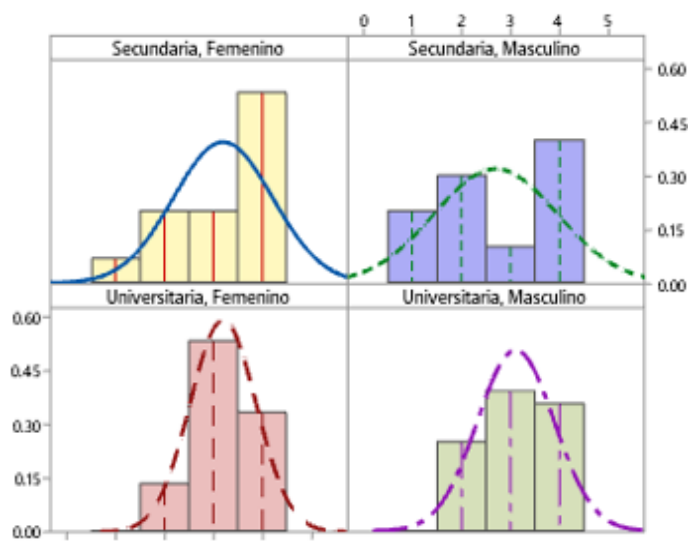 0 1 2 3 4 5
Secundaria, Femenino
Secundaria, Masculino
0.60
0.45
0.30
0.15
0.00
Universitaria, Femenino
Universitaria, Masculino
0.60
0.45
0.30
0.15
0.00